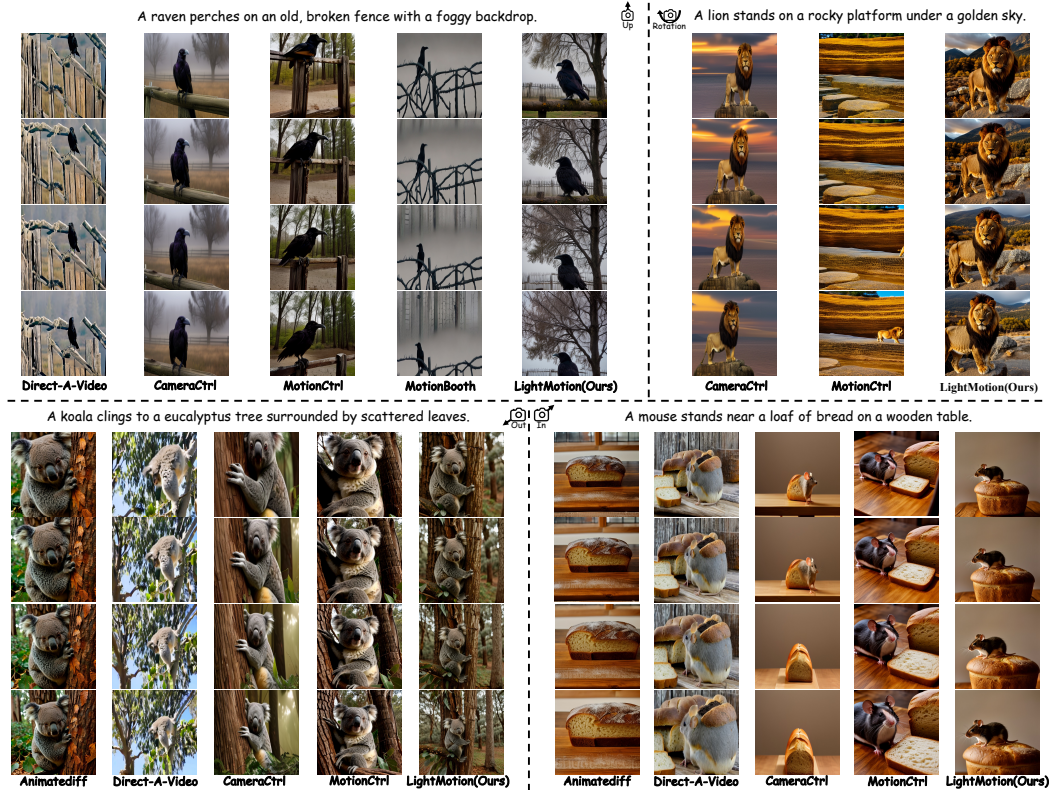 A raven perches on an old, broken fence with a foggy backdrop.
Up
Direct-A-Video
CameraCtrl
MotionCtrl
MotionBooth
LightMotion(Ours)
Rotation
A lion stands on a rocky platform under a golden sky.
CameraCtrl
MotionCtrl
LightMotion(Ours)
A koala clings to a eucalyptus tree surrounded by scattered leaves.
Out
Animatediff
Direct-A-Video
CameraCtrl
MotionCtrl
LightMotion(Ours)
In
A mouse stands near a loaf of bread on a wooden table.
Animatediff
Direct-A-Video
CameraCtrl
MotionCtrl
LightMotion(Ours)